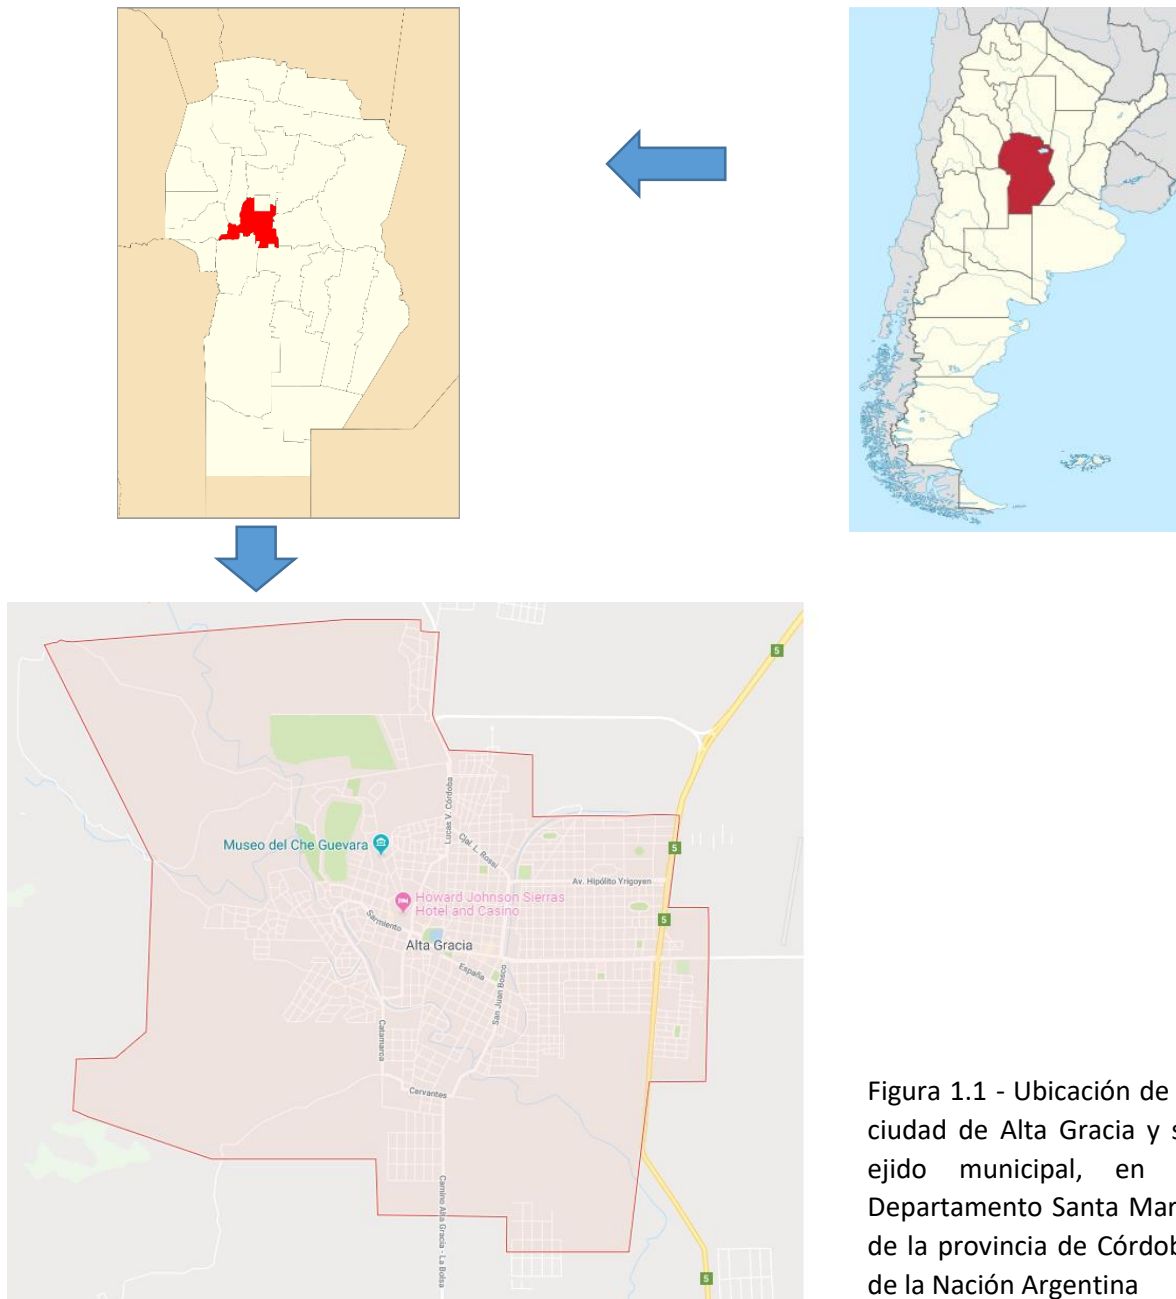 5
Lucas V. Córdoba
Cjal. L. Rossi
Museo del Che Guevara
5
Av. Hipólito Yrigoyen
Howard Johnson Sierras
Hotel and Casino
Sarmiento
5
Alta Gracia
España
San Juan Bosco
Catamarca
Cervantes
Camino Alta Gracia - La Bolsa
5
Figura 1.1 - Ubicación de
ciudad de Alta Gracia y s
ejido municipal, en
Departamento Santa Mar
de la provincia de Córdob
de la Nación Argentina